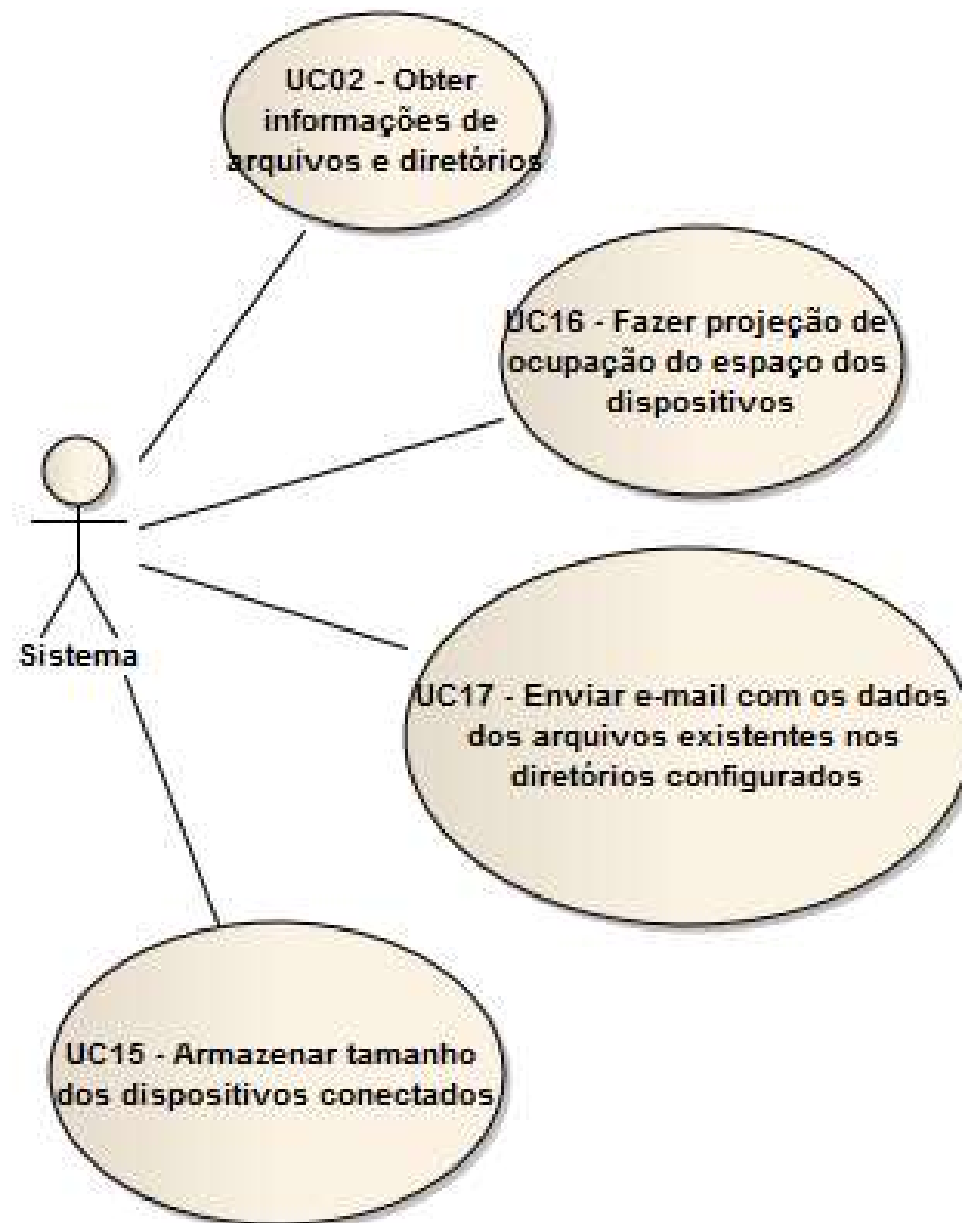 UC02 - Obter
informações de
arquivos e diretórios
UC16 - Fazer projeção de
ocupação do espaço dos
dispositivos
Sistema
UC17 - Enviar e-mail com os dados
dos arquivos existentes nos
diretórios configurados
UC15 - Armazenar tamanho
dos dispositivos conectados